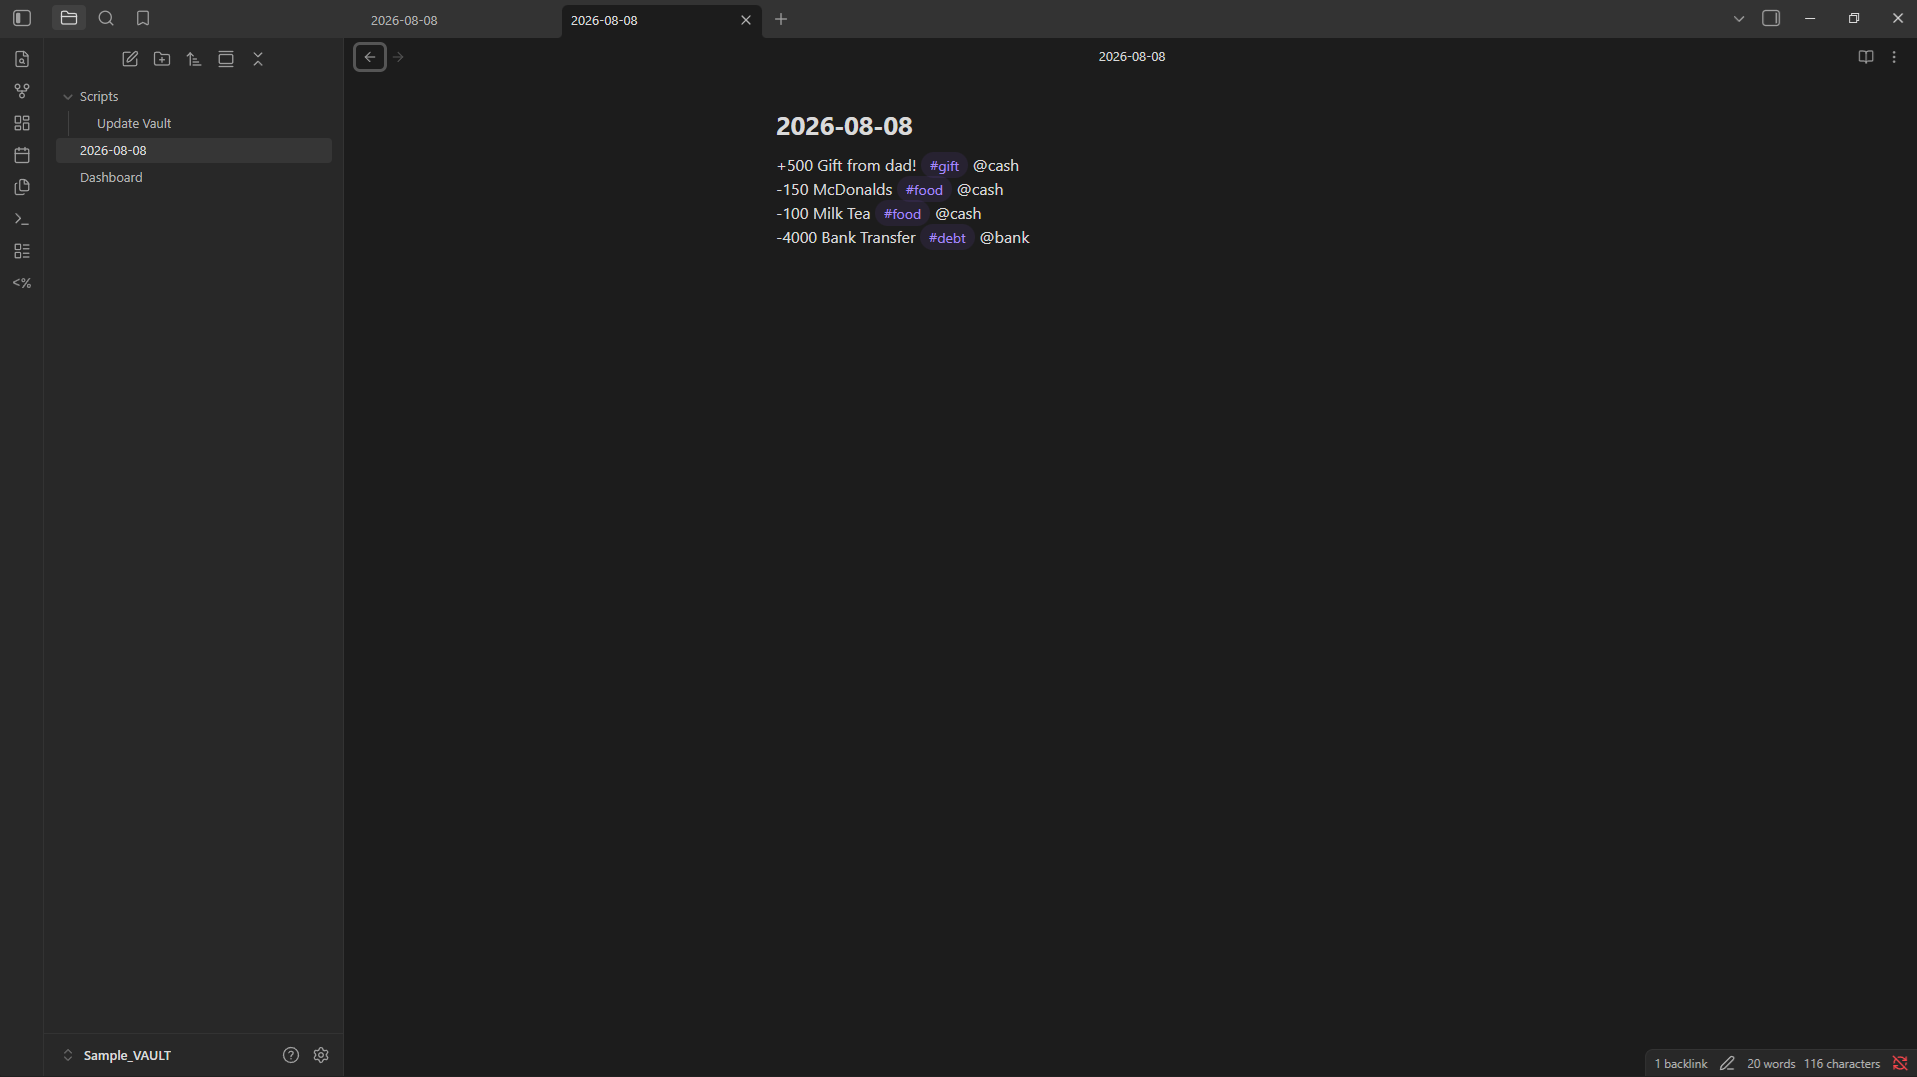 2026-08-08
2026-08-08
2026-08-08
Scripts
Update Vault
2026-08-08
Dashboard
2026-08-08
+500 Gift from dad! #gift @cash
-150 McDonalds #food @cash
-100 Milk Tea #food @cash
-4000 Bank Transfer #debt @bank
<%
Sample_VAULT
1 backlink 20 words 116 characters